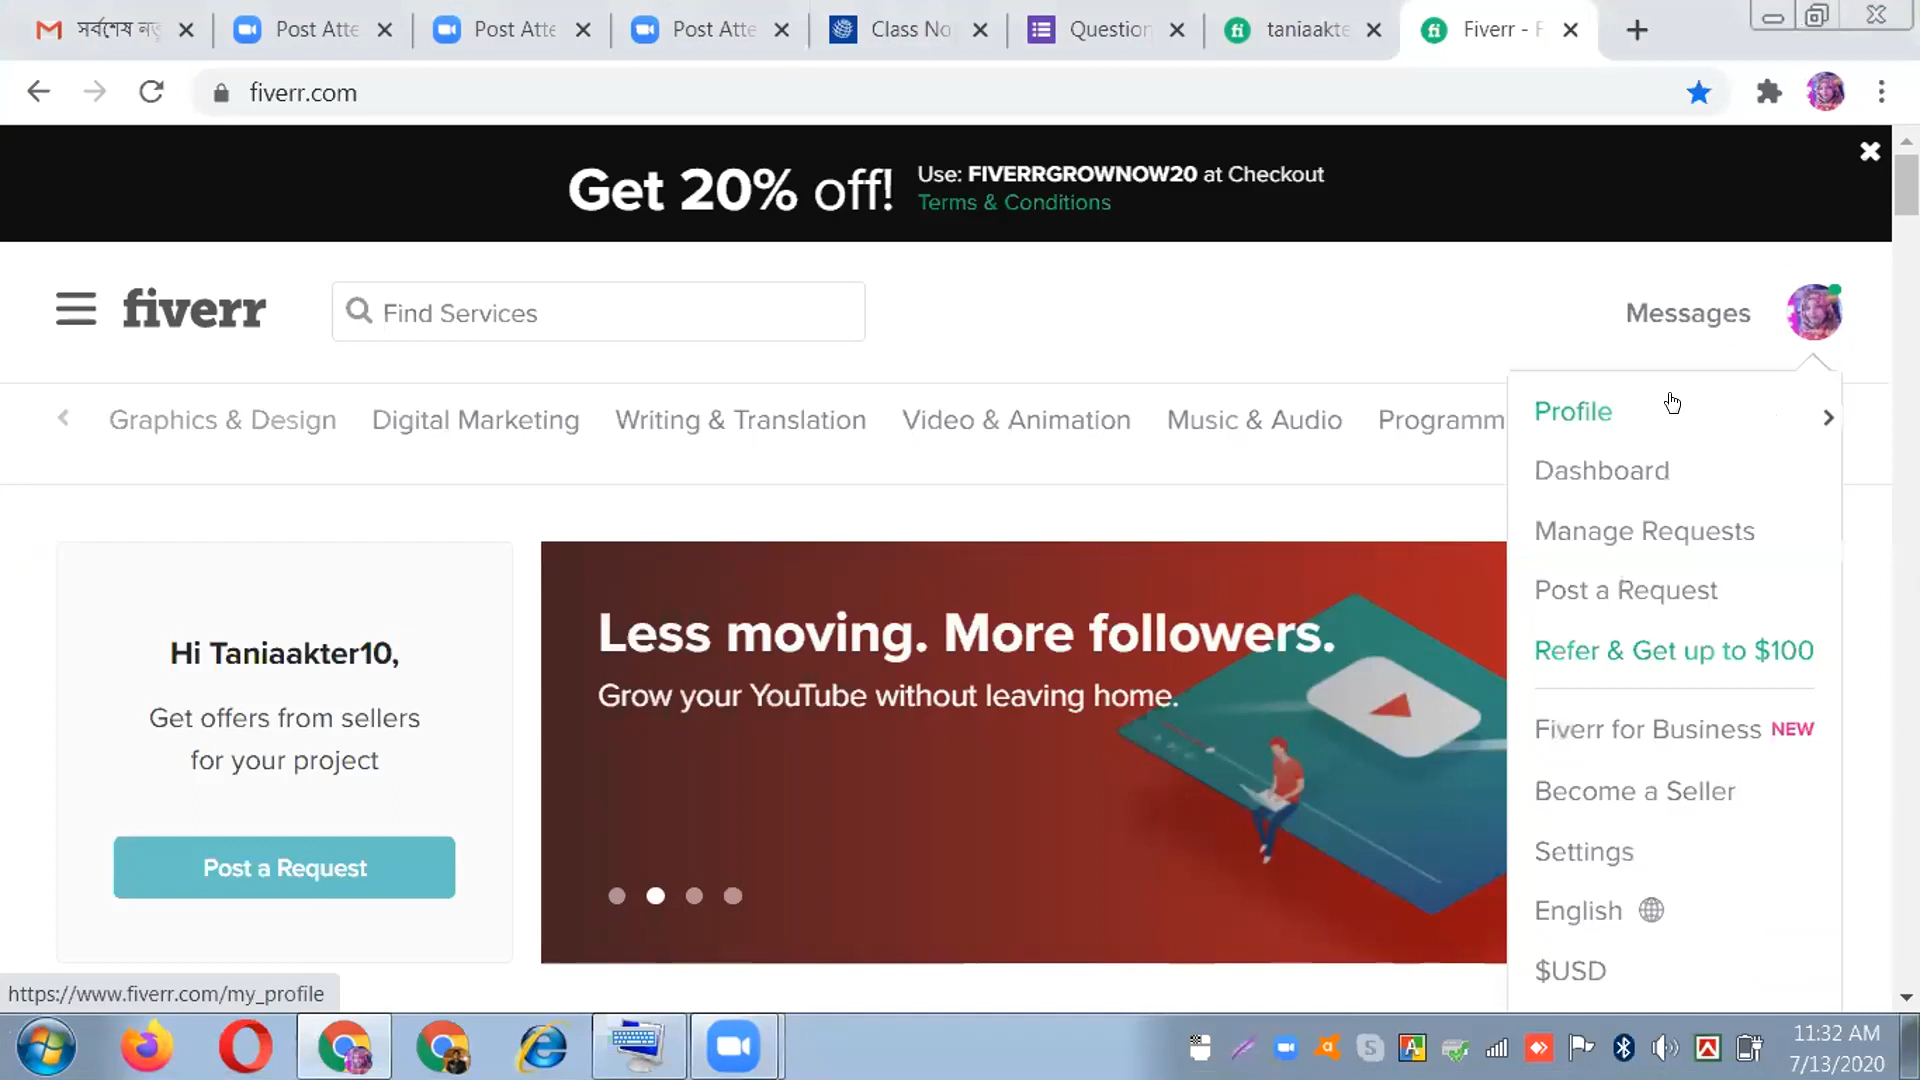 সর্বশেষ নতু
Post Atte
Post Atte
Post Atte
Class No
Question
taniaakte
Fiverr - F
fiverr.com
Get 20% off!
Use: FIVERRGROWNOW20 at Checkout
Terms & Conditions
fiverr
Find Services
Messages
Graphics & Design
Digital Marketing
Writing & Translation
Video & Animation
Music & Audio
Programm
Profile
Dashboard
Manage Requests
Post a Request
Refer & Get up to $100
Fiverr for Business NEW
Become a Seller
Settings
English
$USD
Hi Taniaakter10,
Get offers from sellers
for your project
Post a Request
Less moving. More followers.
Grow your YouTube without leaving home.
https://www.fiverr.com/my_profile
11:32 AM
7/13/2020